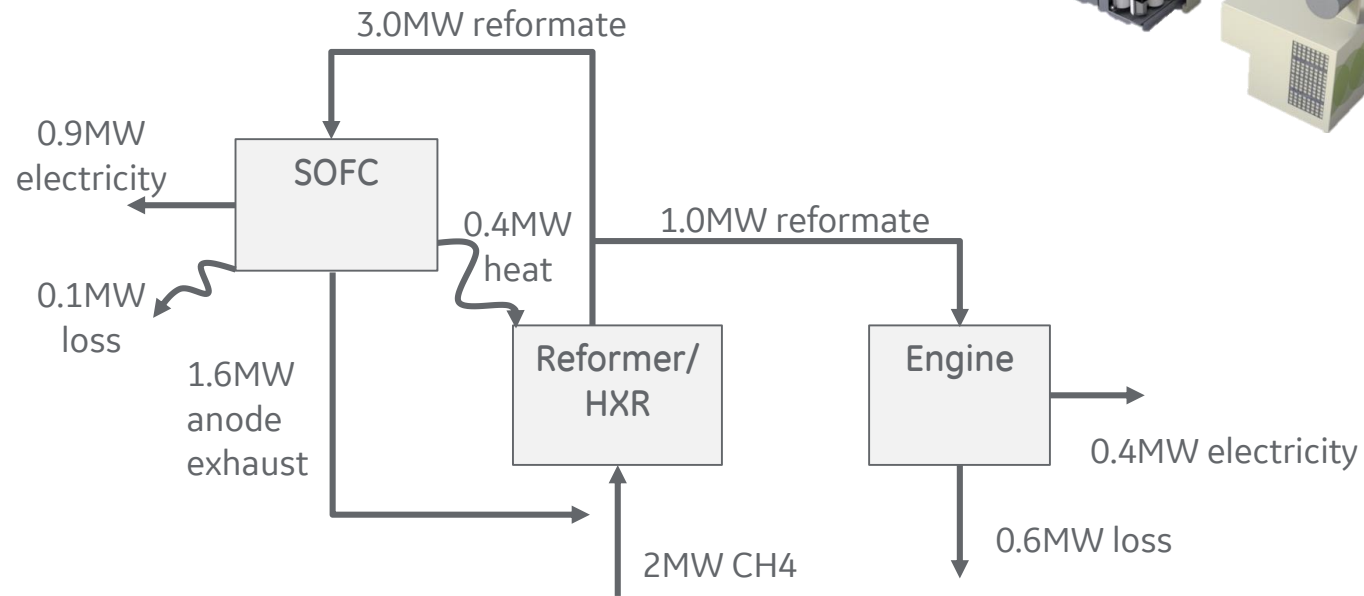 3.0MW reformate
0.9MW
electricity
SOFC
0.4MW
heat
1.0MW reformate
0.1MW
loss
1.6MW
anode
exhaust
Reformer/
HXR
Engine
0.4MW electricity
0.6MW loss
2MW CH4